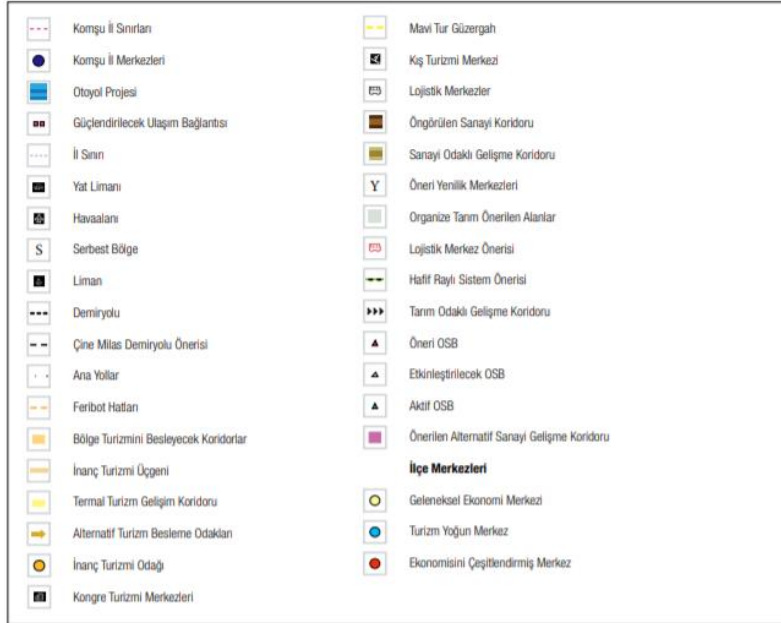 Komşu İl Sınırları
Komşu İl Merkezleri
Otoyol Projesi
Güçlendirilecek Ulaşım Bağlantısı
İl Sınırı
Yat Limanı
Havaalanı
S Serbest Bölge
Liman
Demiryolu
Çine Milas Demiryolu Önerisi
Ana Yollar
Feribot Hatları
Bölge Turizmini Besleyecek Koridorlar
İnanç Turizmi Üçgeni
Termal Turizm Gelişim Koridoru
Alternatif Turizm Besleme Odakları
İnanç Turizmi Odağı
Kongre Turizmi Merkezleri
Mavi Tur Güzergah
Kış Turizmi Merkezi
Lojistik Merkezler
Öngörülen Sanayi Koridoru
Sanayi Odaklı Gelişme Koridoru
Y Öneri Yenilik Merkezleri
Organize Tarım Önerilen Alanlar
Lojistik Merkez Önerisi
Hafif Raylı Sistem Önerisi
Tarım Odaklı Gelişme Koridoru
Öneri OSB
Etkinleştirilecek OSB
Aktif OSB
Önerilen Alternatif Sanayi Gelişme Koridoru
İlçe Merkezleri
Geleneksel Ekonomi Merkezi
Turizm Yoğun Merkez
Ekonomisini Çeşitlendirmiş Merkez